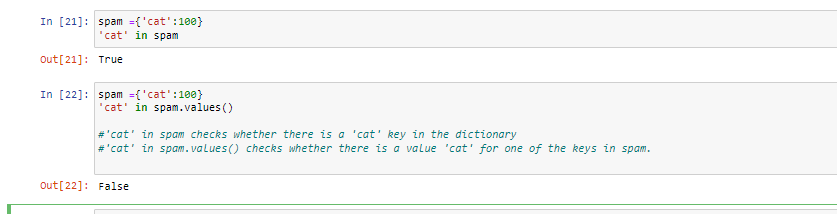 In [21]: spam ={'cat':100}
'cat' in spam
Out[21]: True
In [22]: spam ={'cat':100}
'cat' in spam.values()
#'cat' in spam checks whether there is a 'cat' key in the dictionary
#'cat' in spam.values() checks whether there is a value 'cat' for one of the keys in spam.
Out[22]: False